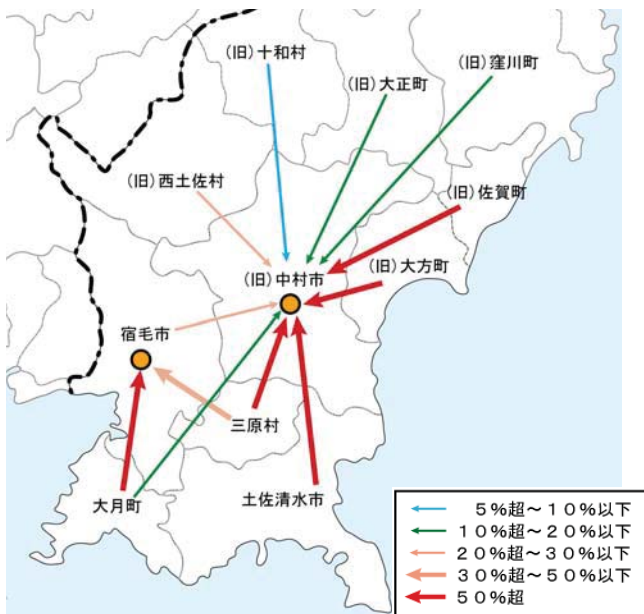 (旧)十和村
(旧)窪川町
(旧)大正町
(旧)西土佐村
(旧)佐賀町
(旧)大方町
(旧)中村市
宿毛市
三原村
大月町
土佐清水市
5%超~10%以下
10%超~20%以下
20%超~30%以下
30%超~50%以下
50%超